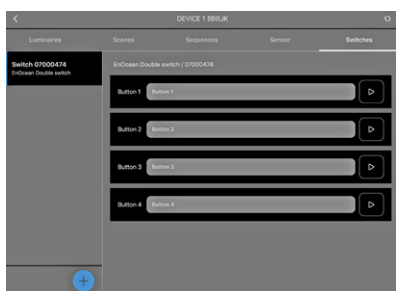 DEVICE 1 BBBJK
Luminaires
Scenes
Sequences
Sensor
Switches
Switch 07000474
EnOcean Double switch
EnOcean Double switch / 07000474
Button 1
Button 1
Button 2
Button 2
Button 3
Button 3
Button 4
Button 4